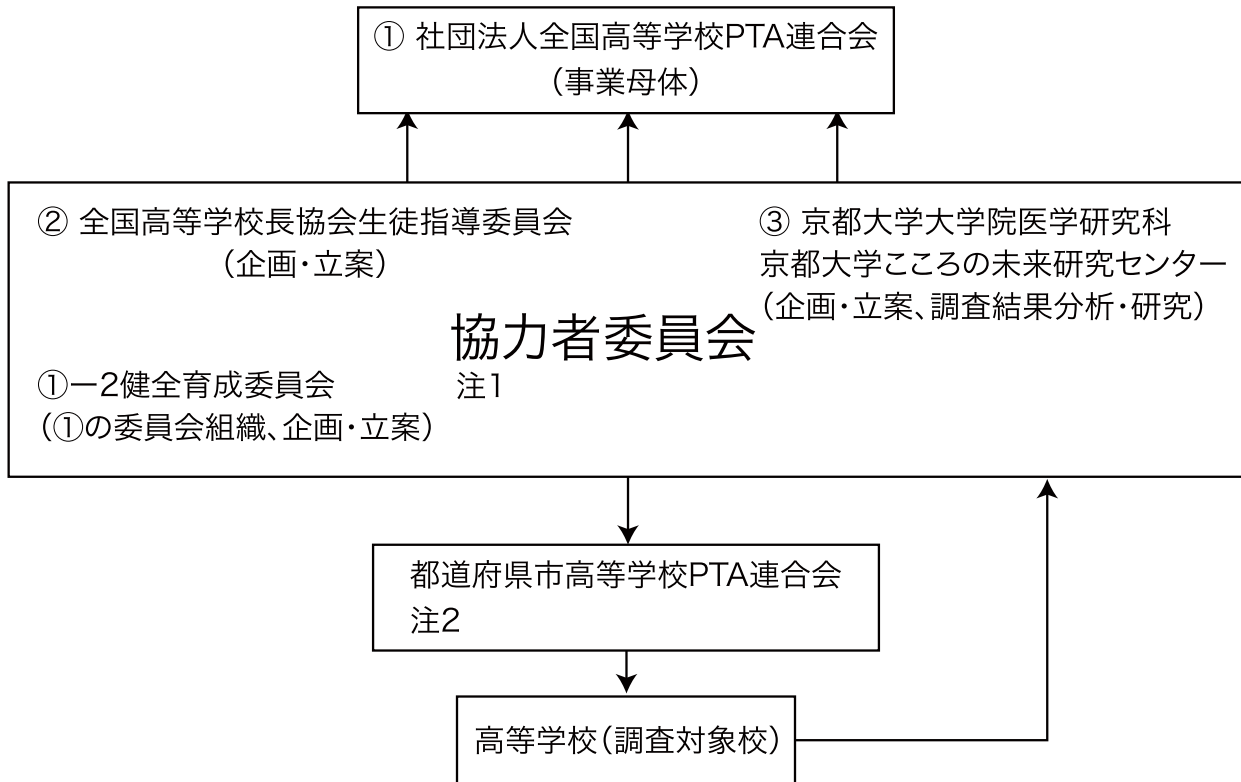 ① 社団法人全国高等学校PTA連合会
（事業母体）
② 全国高等学校長協会生徒指導委員会
（企画・立案）
③ 京都大学大学院医学研究科
京都大学こころの未来研究センター
（企画・立案、調査結果分析・研究）
協力者委員会
①ー2健全育成委員会
（①の委員会組織、企画・立案）
注1
都道府県市高等学校PTA連合会
注2
高等学校（調査対象校）